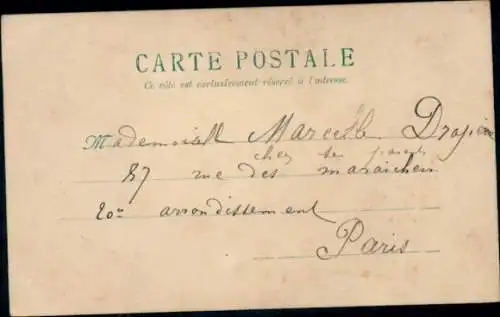 CARTE POSTALE
Ce côté est exclusivement réservé à l'adresse.
Mademoiselle Marcelle
chez ses parents
87 rue des maraichers
20e arrondissement
Paris